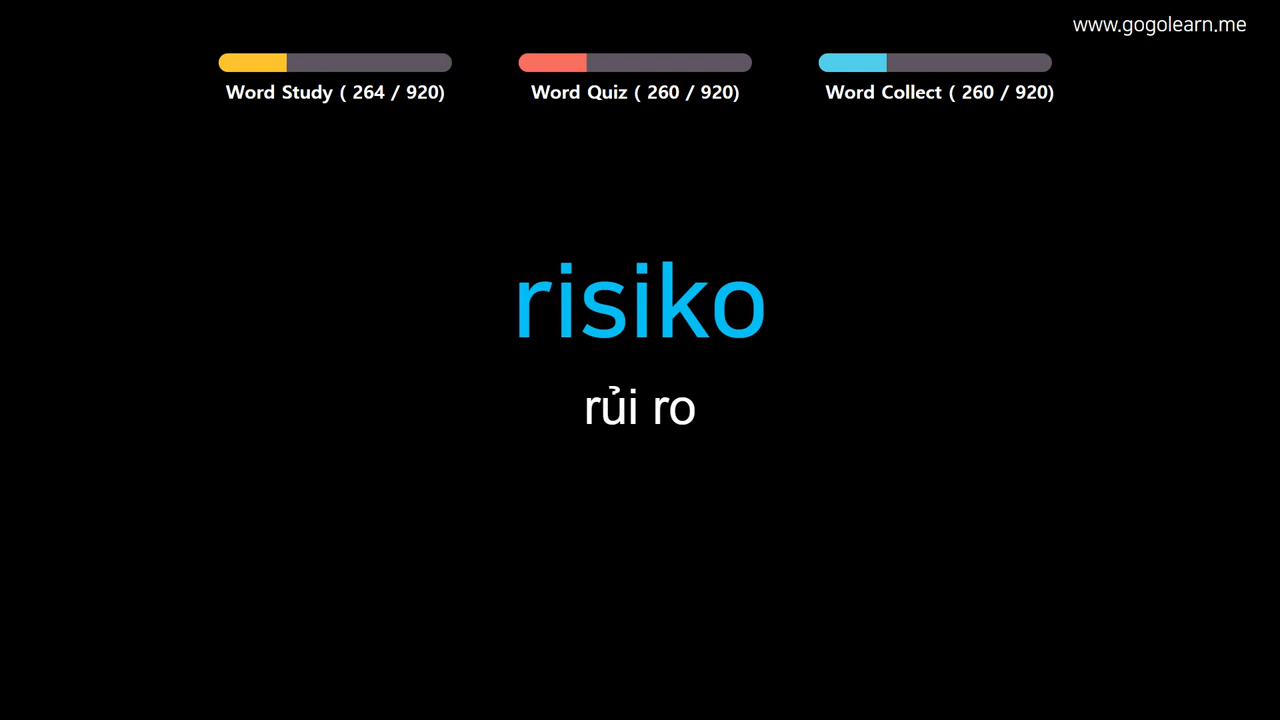 www.gogolearn.me
Word Study ( 264 / 920)
Word Quiz ( 260 / 920)
Word Collect ( 260 / 920)
risiko
rủi ro